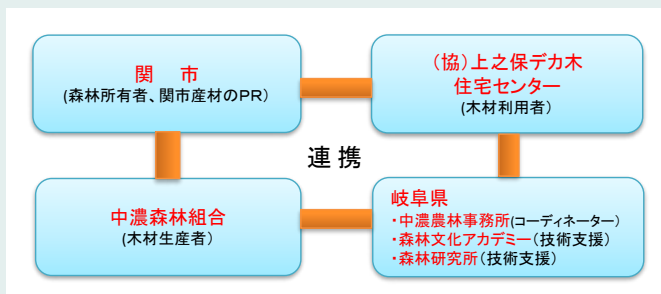 関　市
(森林所有者、関市産材のPR)
(協)上之保デカ木
住宅センター
(木材利用者)
連 携
中濃森林組合
(木材生産者)
岐阜県
・中濃農林事務所(コーディネーター)
・森林文化アカデミー(技術支援)
・森林研究所(技術支援)